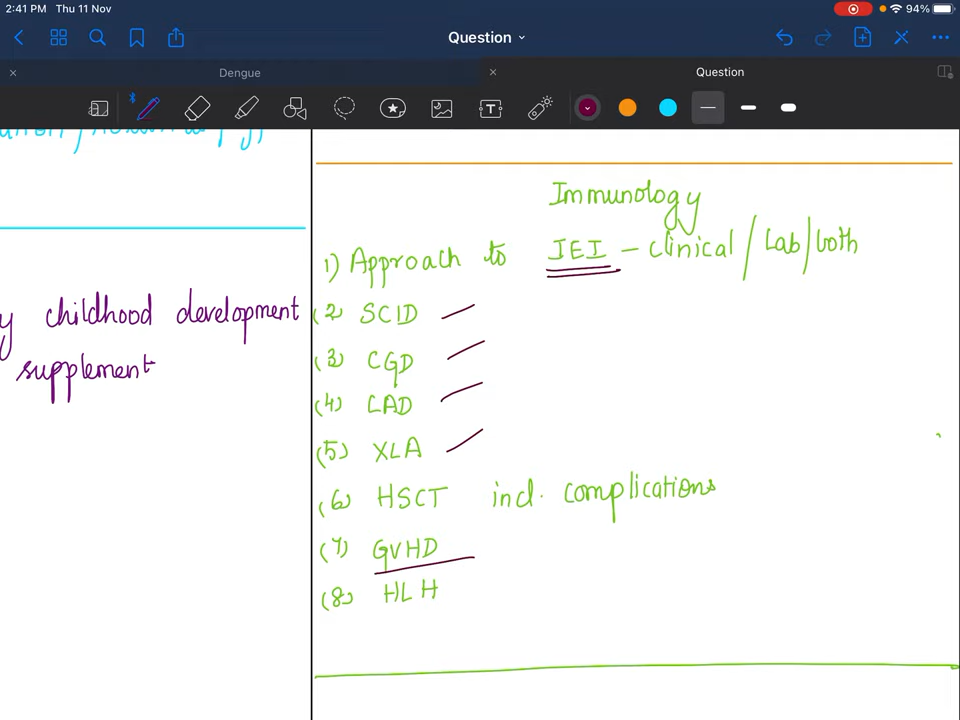 2:41 PM Thu 11 Nov
94%
Question
Dengue
Question
T
Immunology
1) Approach to IEI - clinical / Lab / both
(2) SCID
(3) CGD
(4) LAD
(5) XLA
(6) HSCT incl. complications
(7) GVHD
(8) HLH
y childhood development
supplement